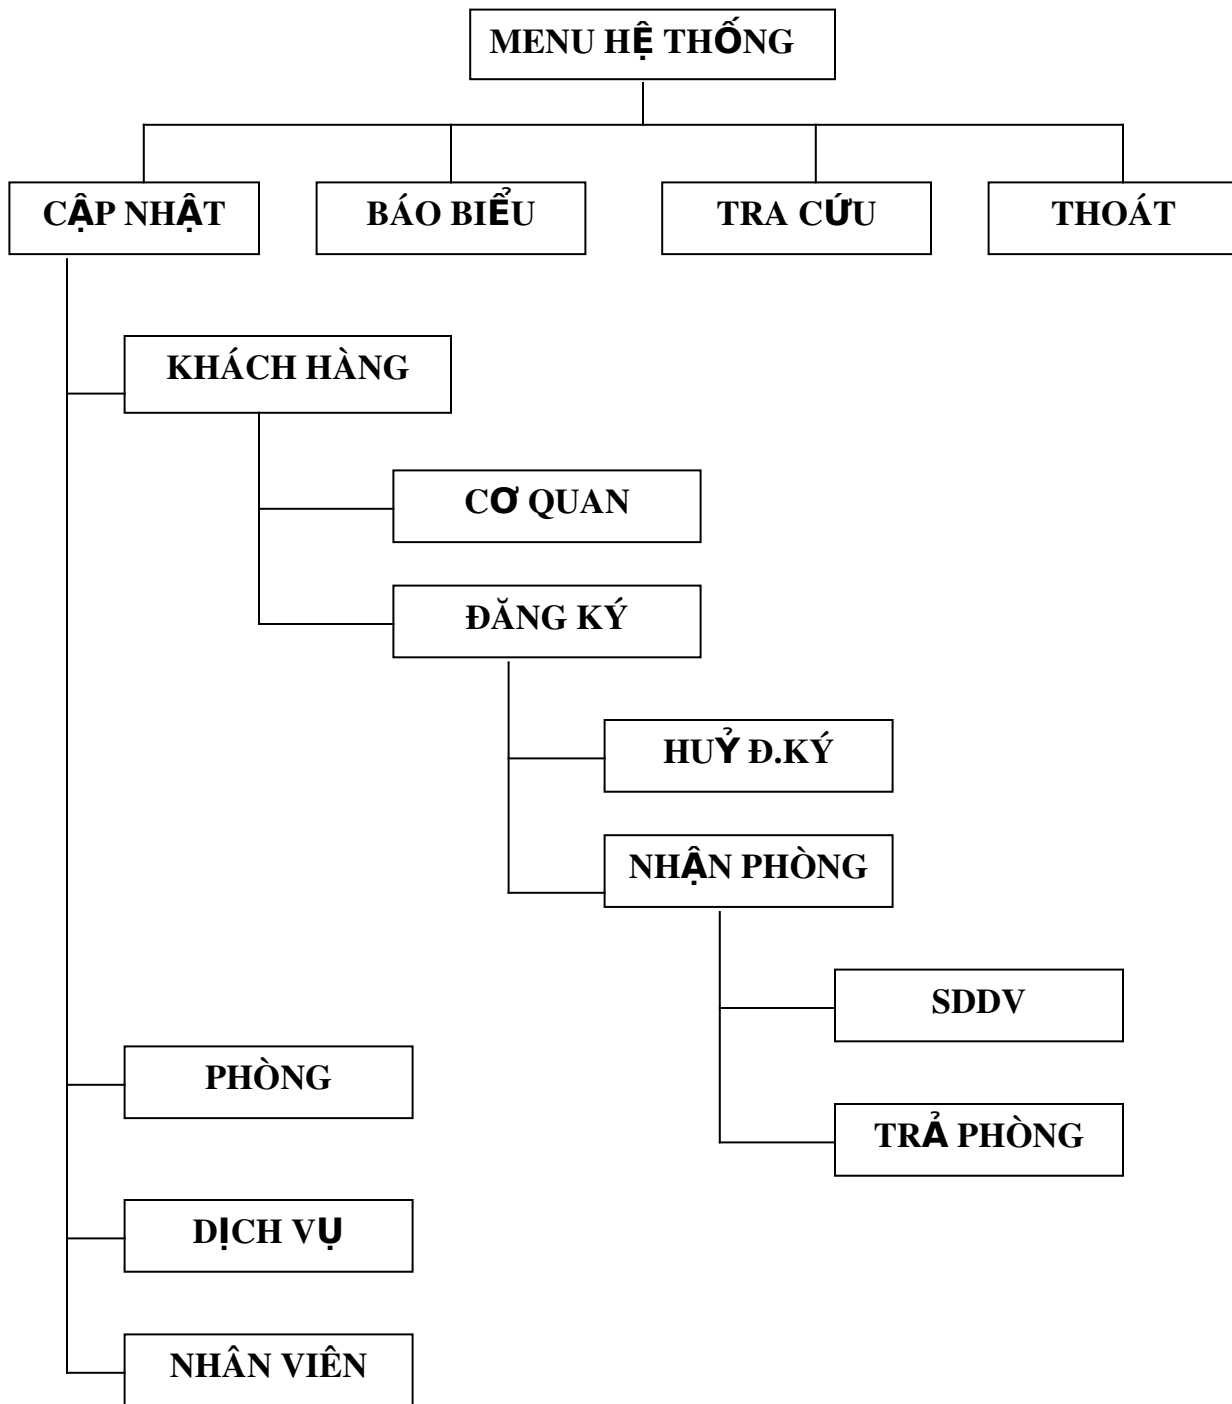 MENU HỆ THỐNG
CẬP NHẬT
BÁO BIỂU
TRA CỨU
THOÁT
KHÁCH HÀNG
CƠ QUAN
ĐĂNG KÝ
HUỶ Đ.KÝ
NHẬN PHÒNG
SDDV
PHÒNG
TRẢ PHÒNG
DỊCH VỤ
NHÂN VIÊN